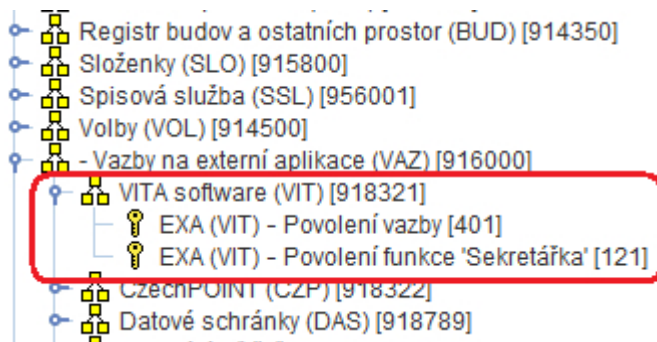 Registr budov a ostatních prostor (BUD) [914350]
Složenky (SLO) [915800]
Spisová služba (SSL) [956001]
Volby (VOL) [914500]
- Vazby na externí aplikace (VAZ) [916000]
VITA software (VIT) [918321]
EXA (VIT) - Povolení vazby [401]
EXA (VIT) - Povolení funkce 'Sekretářka' [121]
CzechPOINT (CZP) [918322]
Datové schránky (DAS) [918789]